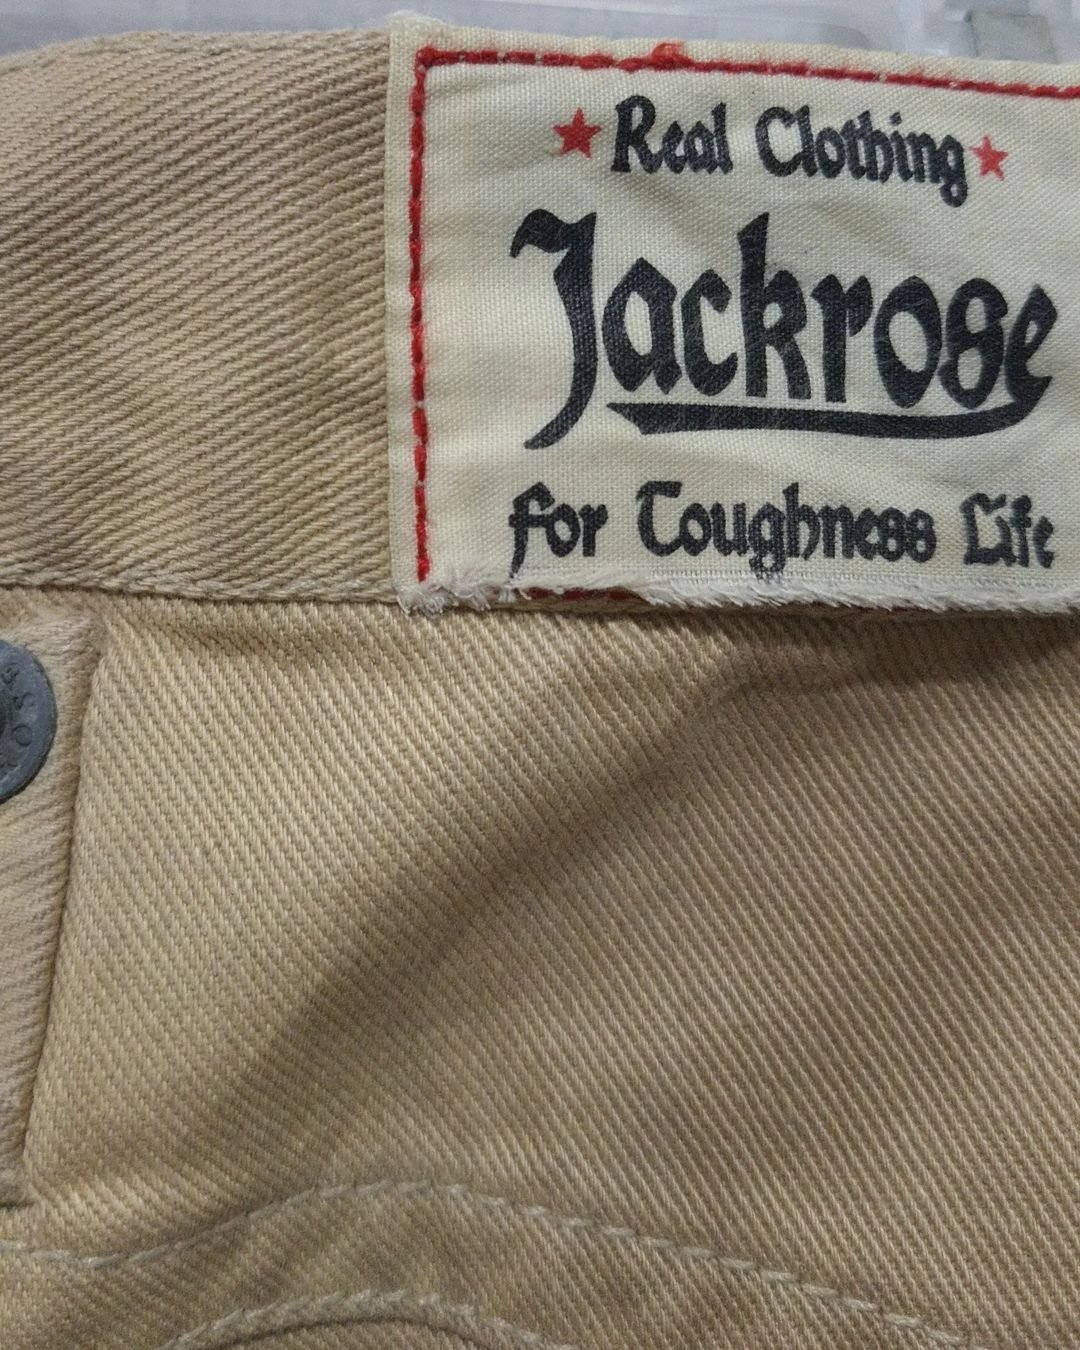 Real Clothing
Jackrose
for Toughness Life